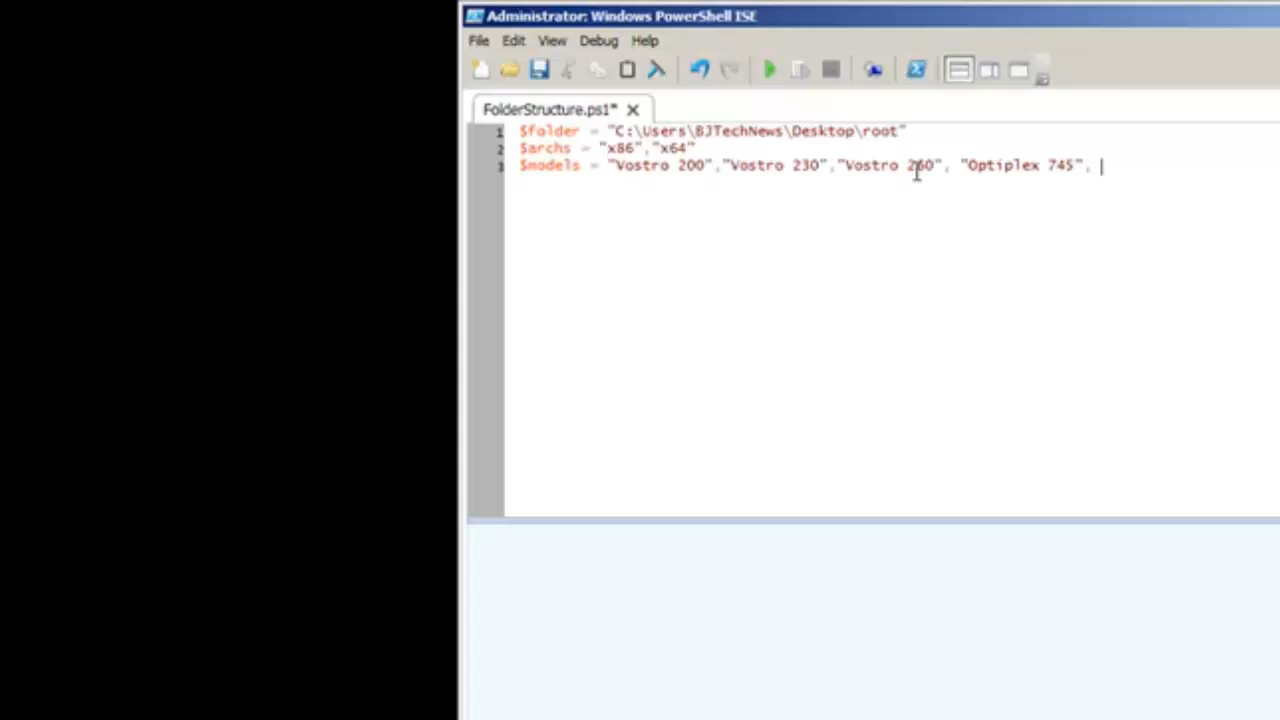 Administrator: Windows PowerShell ISE
File Edit View Debug Help
FolderStructure.ps1*
1 $folder = "C:\Users\BJTechNews\Desktop\root"
2 $archs = "x86","x64"
3 $models = "Vostro 200","Vostro 230","Vostro 260", "Optiplex 745",